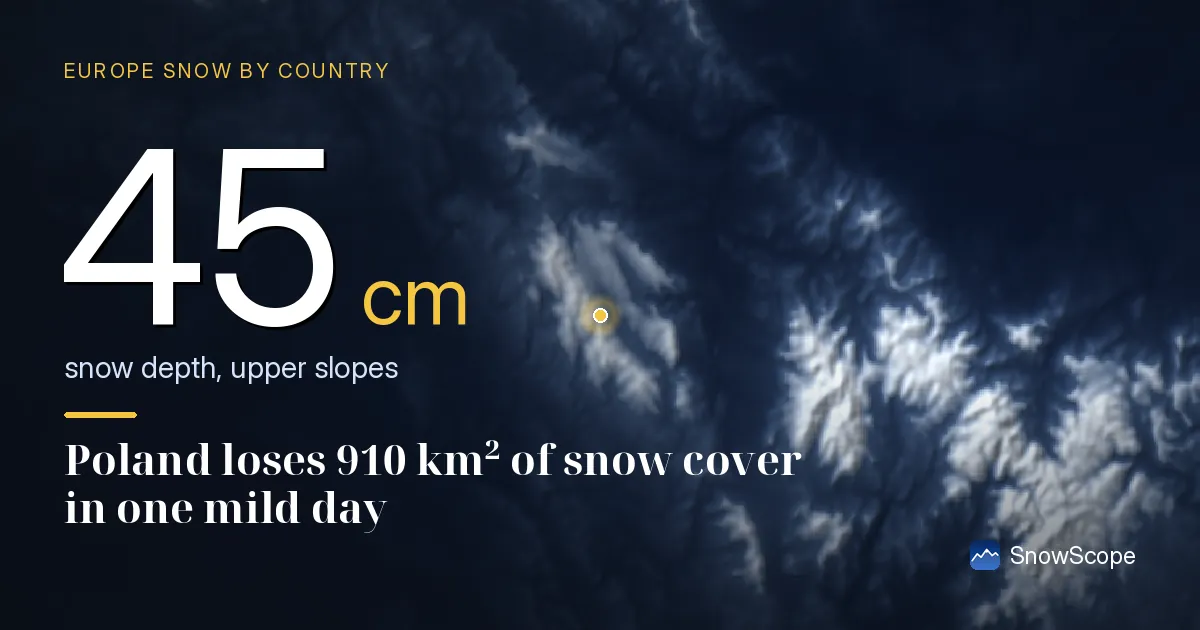 EUROPE SNOW BY COUNTRY
45 cm
snow depth, upper slopes
Poland loses 910 km² of snow cover
in one mild day
SnowScope